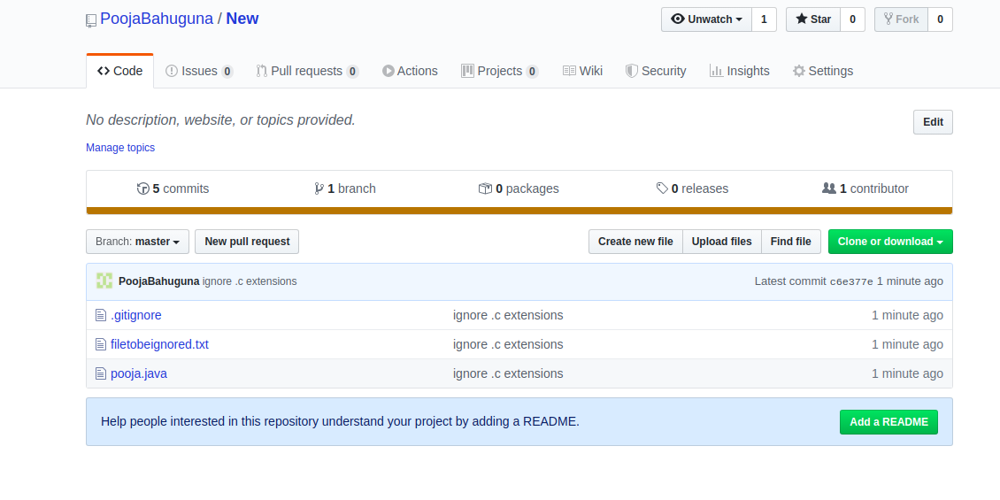 PoojaBahuguna / New
Unwatch 1 Star 0 Fork 0
Code Issues 0 Pull requests 0 Actions Projects 0 Wiki Security Insights Settings
No description, website, or topics provided.
Edit
Manage topics
5 commits 1 branch 0 packages 0 releases 1 contributor
Branch: master New pull request Create new file Upload files Find file Clone or download
PoojaBahuguna ignore .c extensions Latest commit c6e377e 1 minute ago
.gitignore ignore .c extensions 1 minute ago
filetobeignored.txt ignore .c extensions 1 minute ago
pooja.java ignore .c extensions 1 minute ago
Help people interested in this repository understand your project by adding a README. Add a README